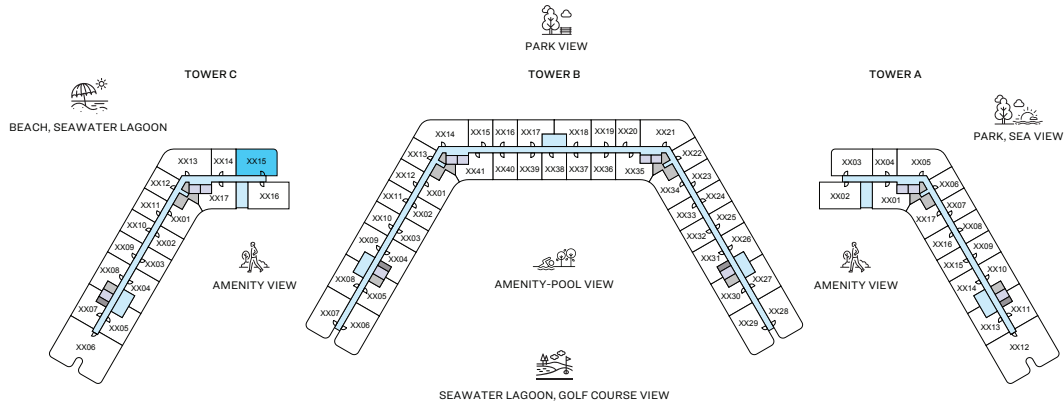 PARK VIEW
TOWER C
TOWER B
TOWER A
BEACH, SEAWATER LAGOON
PARK, SEA VIEW
XX13
XX14
XX15
XX12
XX11
XX10
XX09
XX08
XX07
XX06
XX05
XX04
XX03
XX02
XX01
XX17
XX16
XX14
XX15
XX16
XX17
XX18
XX19
XX20
XX21
XX13
XX12
XX11
XX10
XX09
XX08
XX07
XX06
XX05
XX04
XX03
XX02
XX01
XX41
XX40
XX39
XX38
XX37
XX36
XX35
XX34
XX33
XX32
XX31
XX30
XX29
XX28
XX27
XX26
XX25
XX24
XX23
XX22
XX03
XX04
XX05
XX02
XX01
XX17
XX16
XX15
XX14
XX13
XX12
XX11
XX10
XX09
XX08
XX07
XX06
AMENITY VIEW
AMENITY-POOL VIEW
AMENITY VIEW
SEAWATER LAGOON, GOLF COURSE VIEW